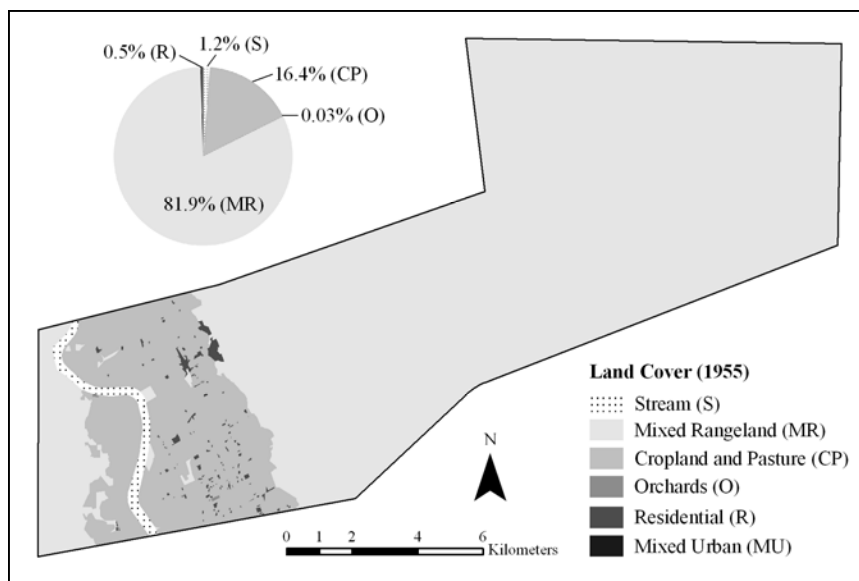 0.5% (R)
1.2% (S)
16.4% (CP)
0.03% (O)
81.9% (MR)
Land Cover (1955)
Stream (S)
Mixed Rangeland (MR)
Cropland and Pasture (CP)
Orchards (O)
Residential (R)
Mixed Urban (MU)
N
0 1 2 4 6
Kilometers